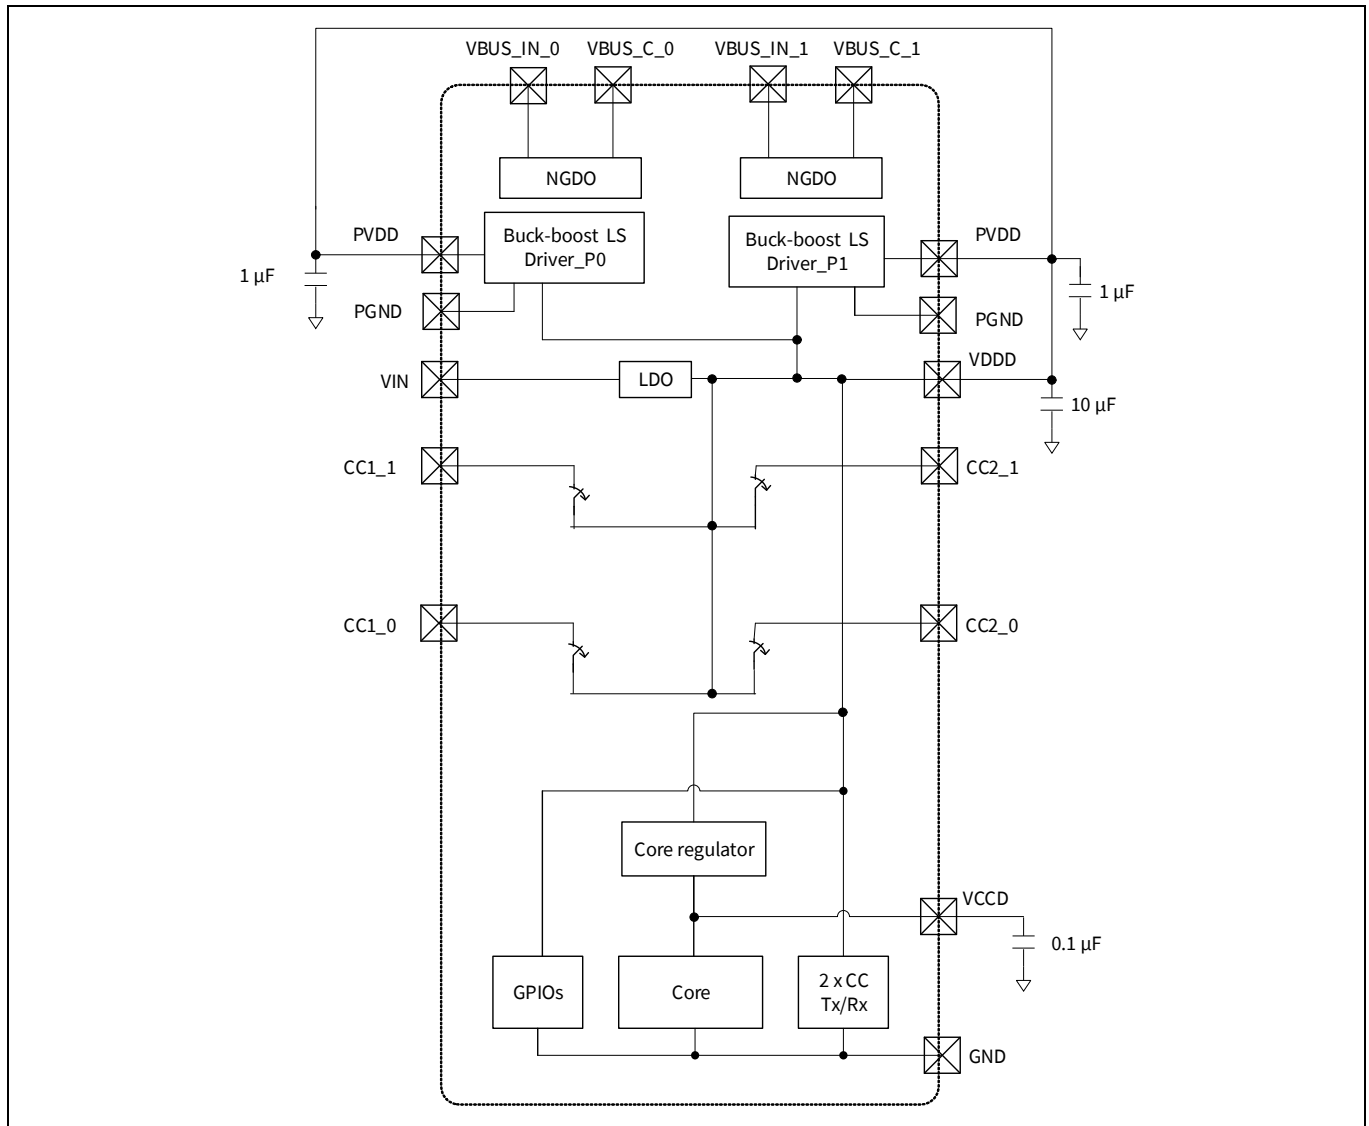 VBUS_IN_0 VBUS_C_0 VBUS_IN_1 VBUS_C_1
NGDO NGDO
PVDD Buck-boost LS Buck-boost LS PVDD
Driver_P0 Driver_P1
1 µF 1 µF
PGND PGND
VDDD
VIN LDO
10 µF
CC1_1 CC2_1
CC1_0 CC2_0
Core regulator
VCCD
0.1 µF
GPIOs Core 2 x CC
Tx/Rx
GND